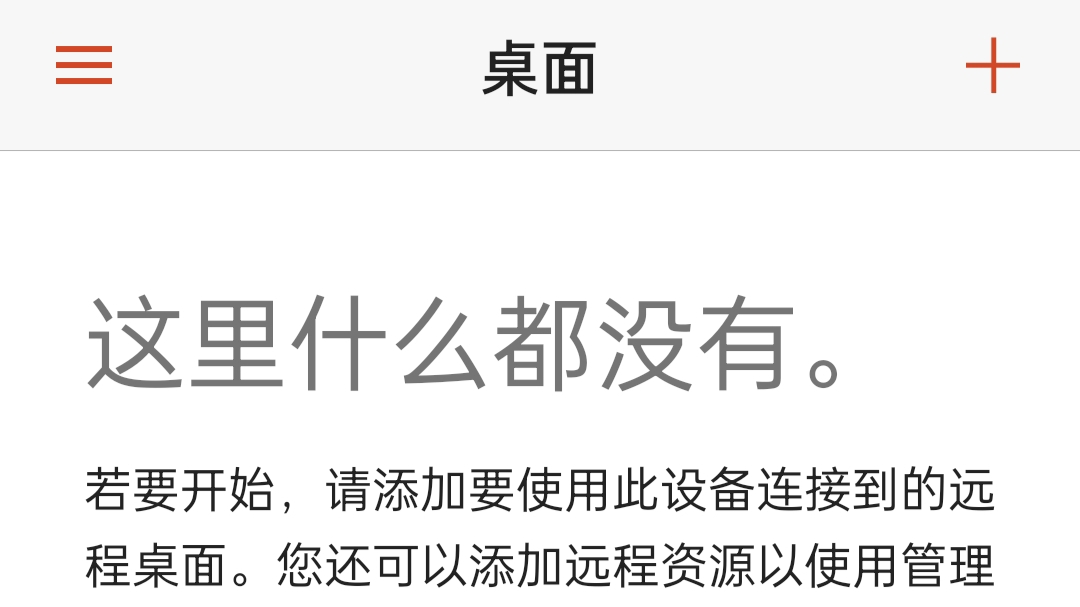 桌面
这里什么都没有。
若要开始，请添加要使用此设备连接到的远
程桌面。您还可以添加远程资源以使用管理